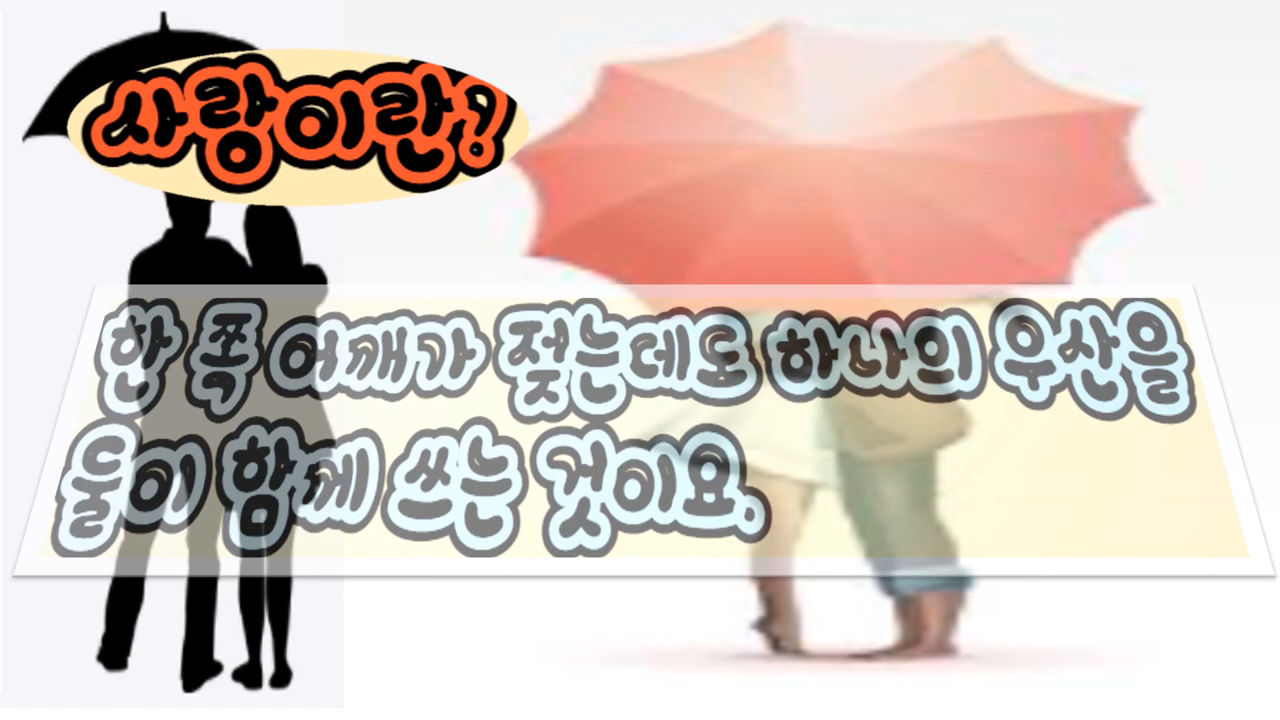 사랑이란?
한 쪽 어깨가 젖는데도 하나의 우산을
둘이 함께 쓰는 것이요.